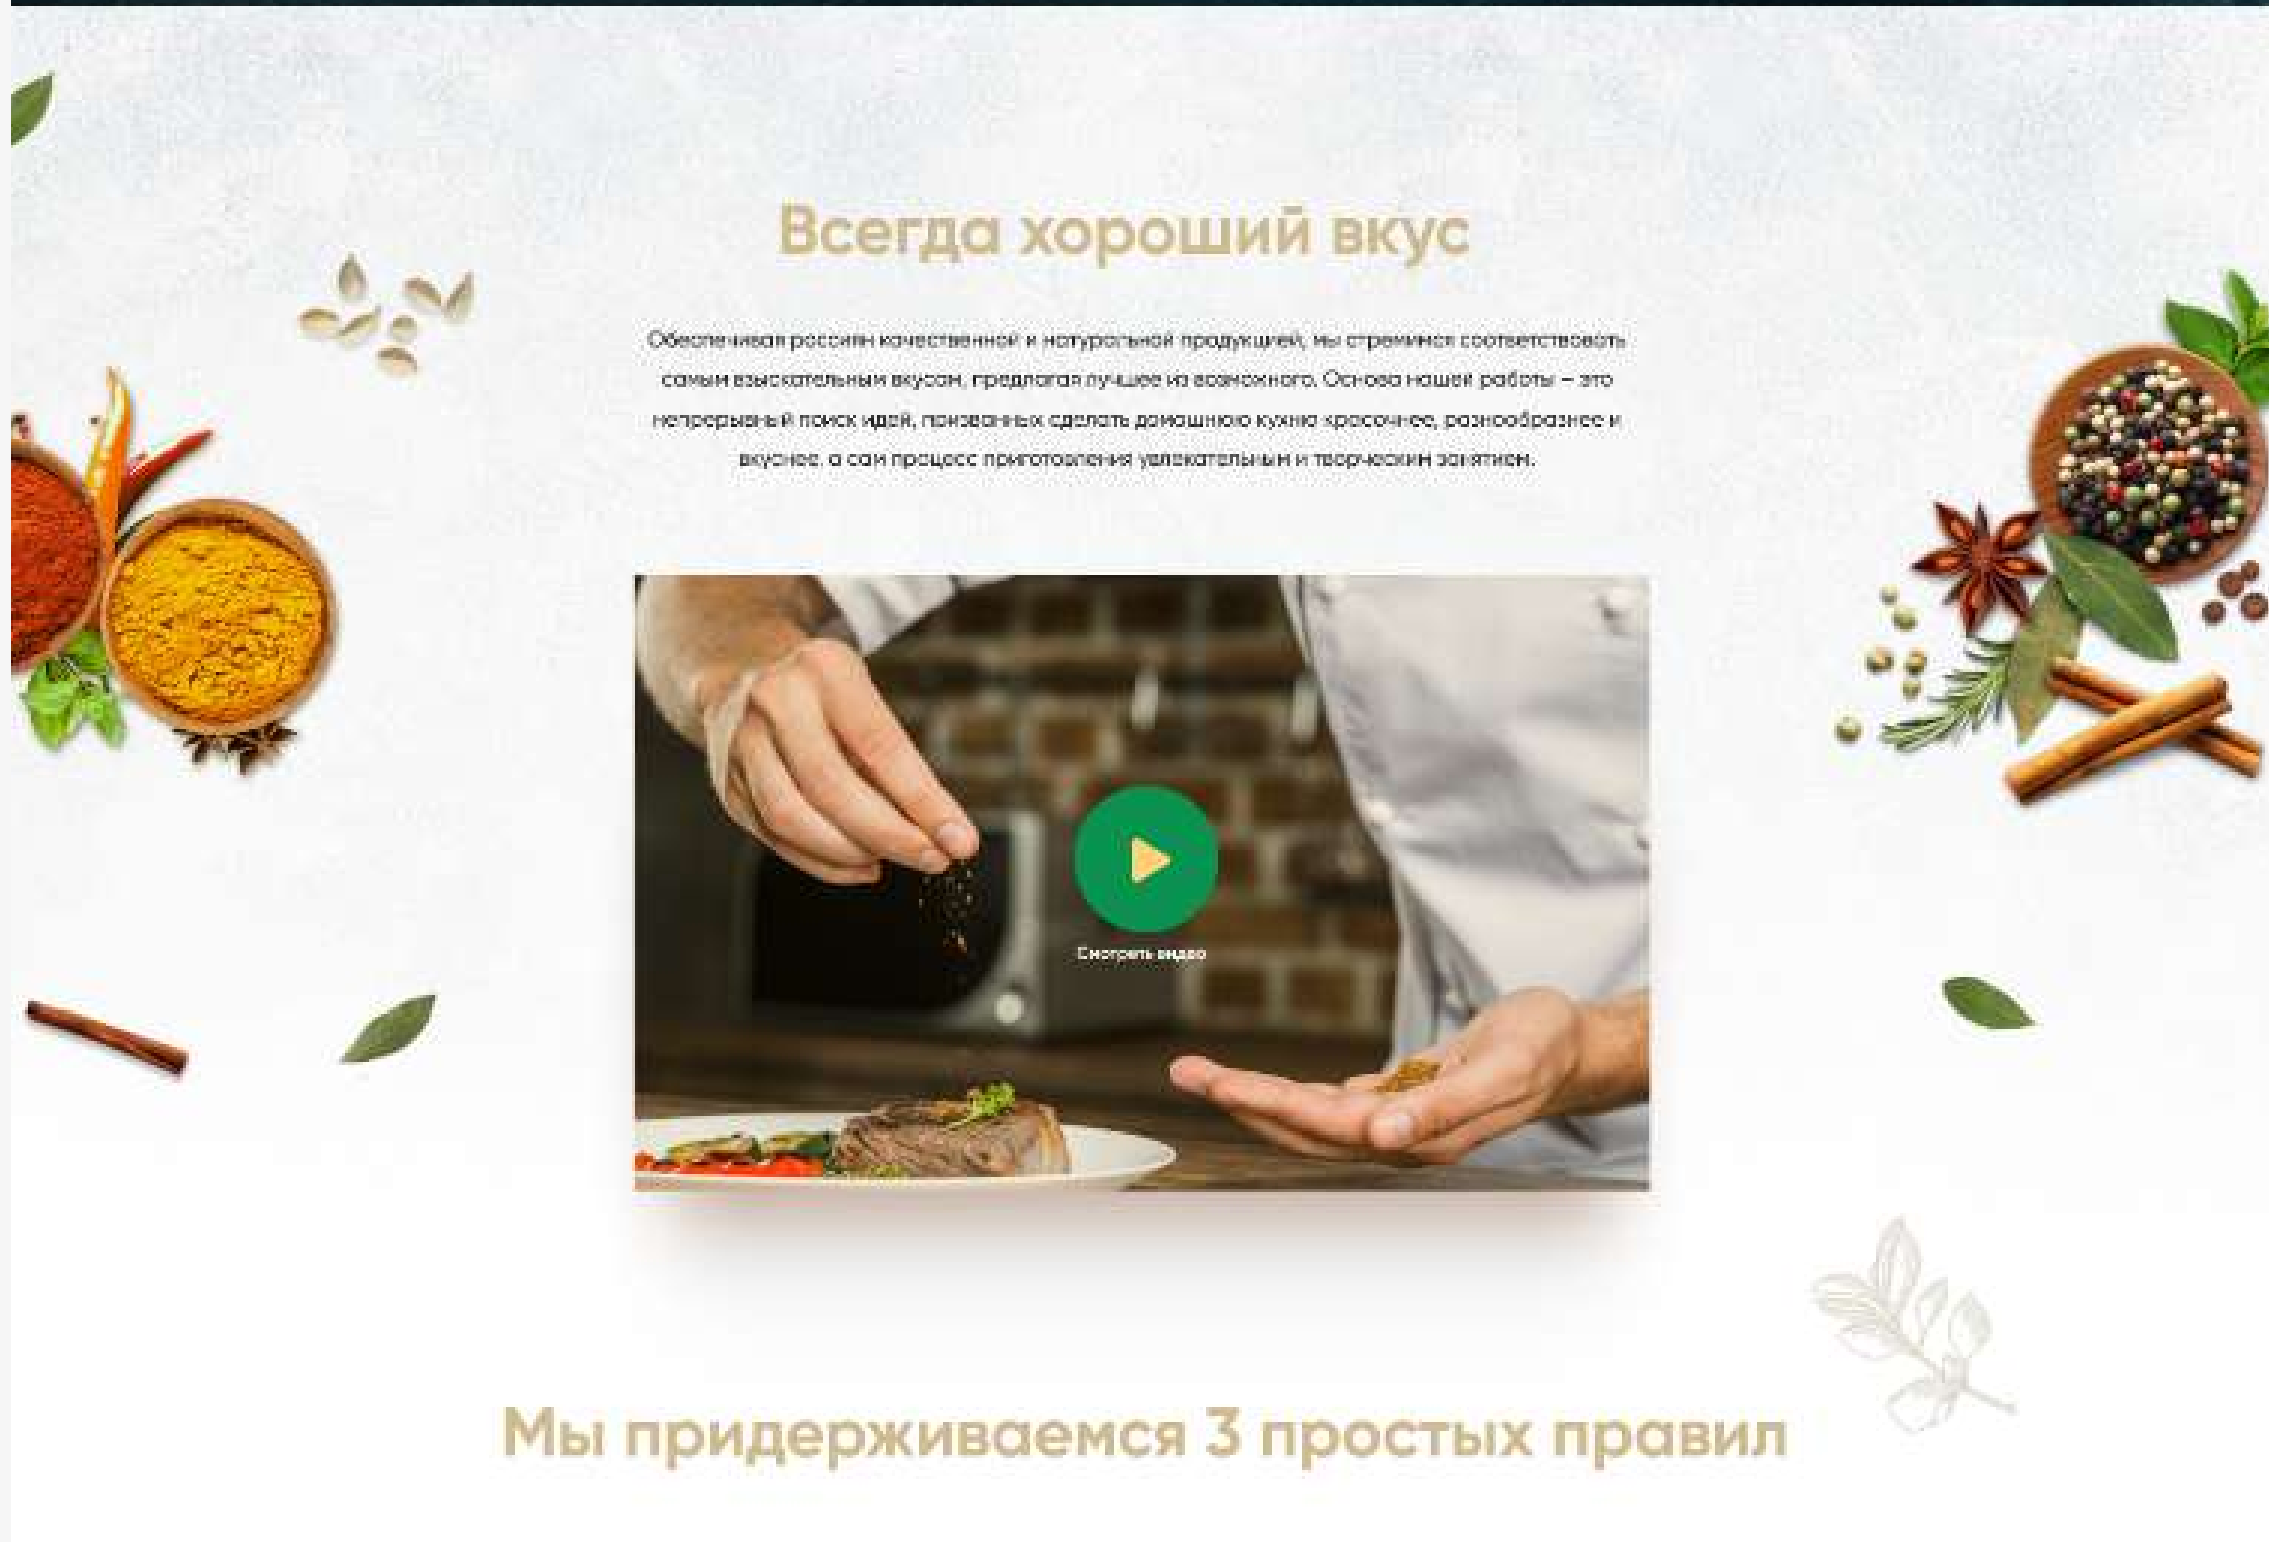 Всегда хороший вкус
Обеспечивая россиян качественной и натуральной продукцией, мы стремимся соответствовать
самым взыскательным вкусам, предлагая лучшее из возможного. Основа нашей работы – это
непрерывный поиск идей, призванных сделать домашнюю кухню красочнее, разнообразнее и
вкуснее, а сам процесс приготовления увлекательным и творческим занятием.
Смотреть видео
Мы придерживаемся 3 простых правил